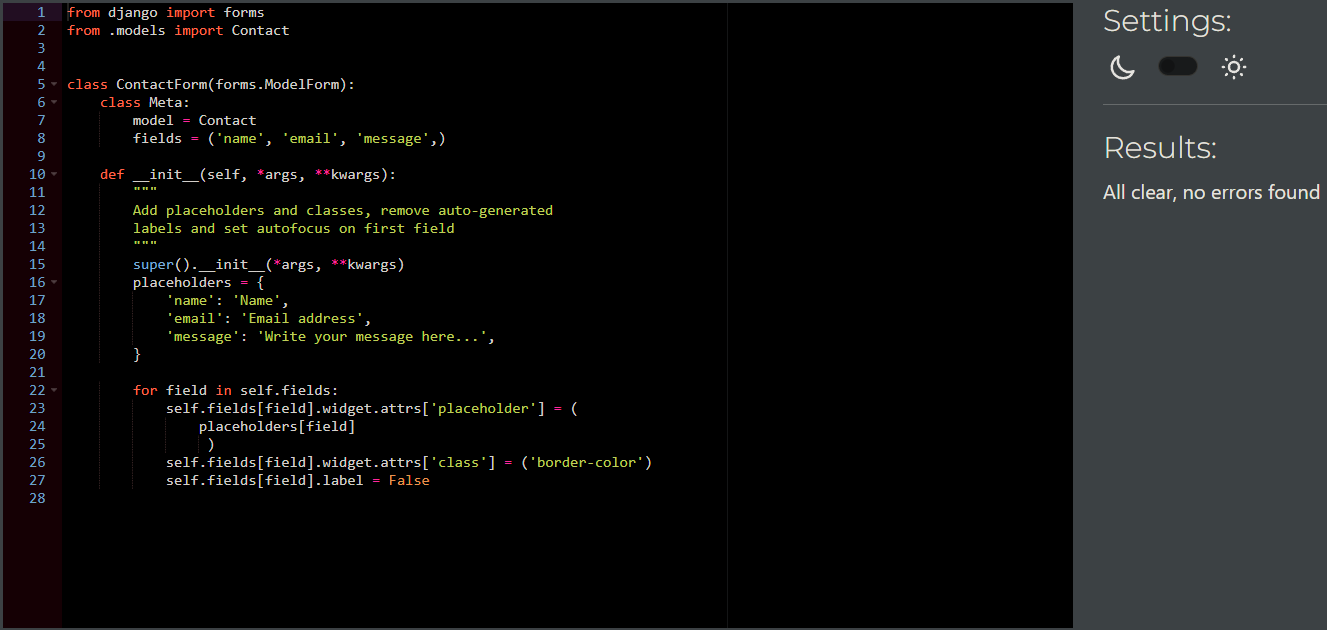 1 from django import forms
2 from .models import Contact
3
4
5 class ContactForm(forms.ModelForm):
6     class Meta:
7         model = Contact
8         fields = ('name', 'email', 'message',)
9
10     def __init__(self, *args, **kwargs):
11         """
12         Add placeholders and classes, remove auto-generated
13         labels and set autofocus on first field
14         """
15         super().__init__(*args, **kwargs)
16         placeholders = {
17             'name': 'Name',
18             'email': 'Email address',
19             'message': 'Write your message here...',
20         }
21
22         for field in self.fields:
23             self.fields[field].widget.attrs['placeholder'] = (
24                 placeholders[field]
25                  )
26             self.fields[field].widget.attrs['class'] = ('border-color')
27             self.fields[field].label = False
28
Settings:
Results:
All clear, no errors found